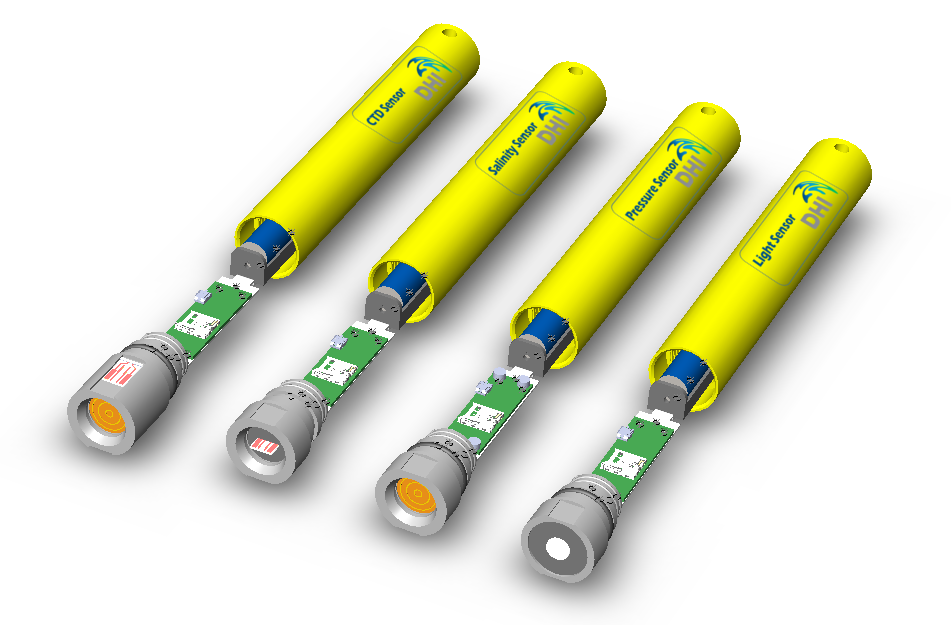 CTD Sensor
DHI
Salinity Sensor
DHI
Pressure Sensor
DHI
Light Sensor
DHI